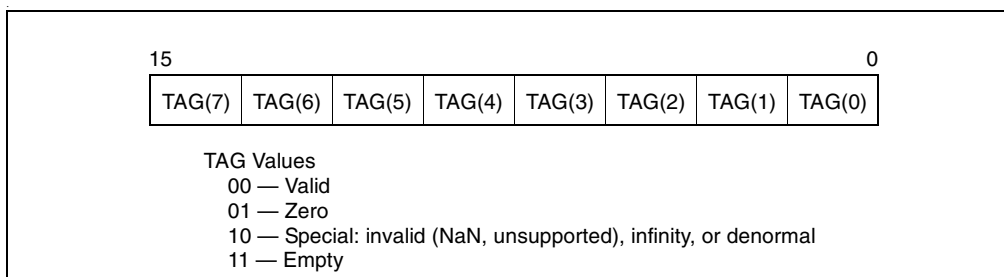 15 0
TAG(7) TAG(6) TAG(5) TAG(4) TAG(3) TAG(2) TAG(1) TAG(0)
TAG Values
00 — Valid
01 — Zero
10 — Special: invalid (NaN, unsupported), infinity, or denormal
11 — Empty